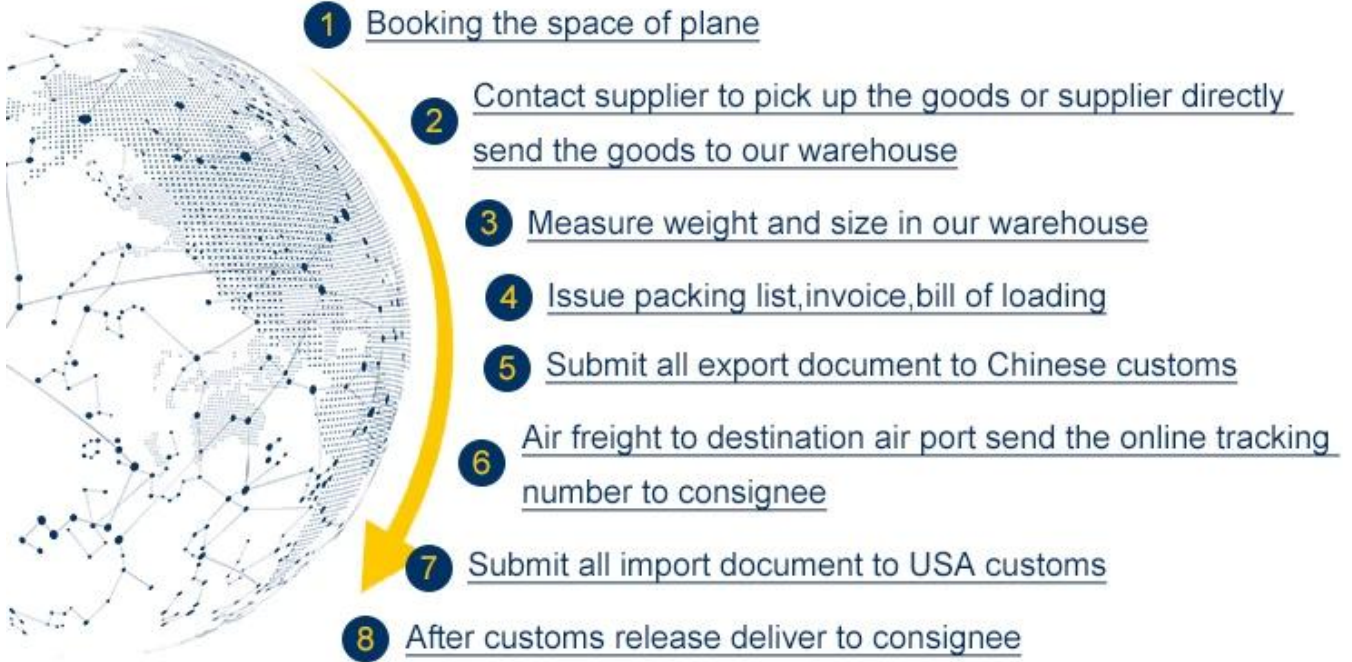 1 Booking the space of plane
2 Contact supplier to pick up the goods or supplier directly
send the goods to our warehouse
3 Measure weight and size in our warehouse
4 Issue packing list,invoice,bill of loading
5 Submit all export document to Chinese customs
6 Air freight to destination air port send the online tracking
number to consignee
7 Submit all import document to USA customs
8 After customs release deliver to consignee